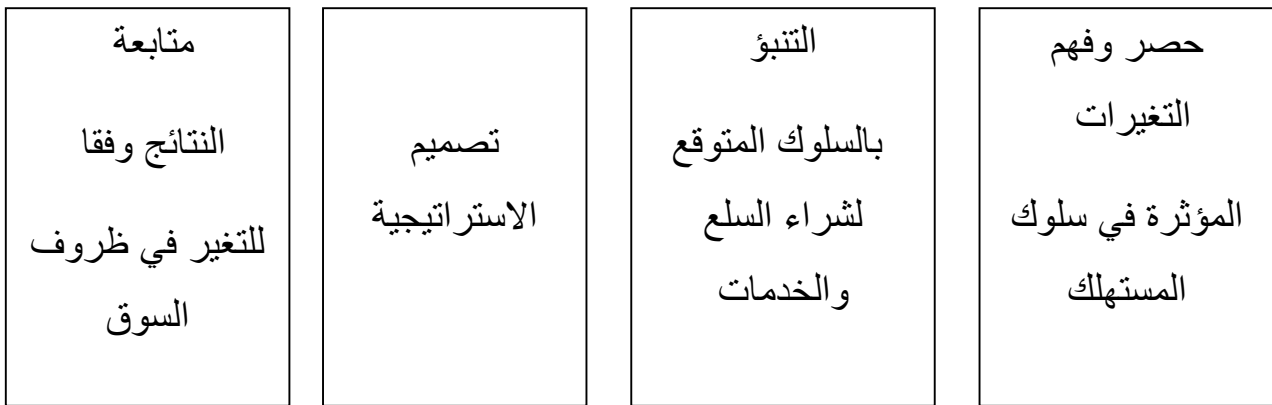 حصر وفهم
التغيرات
المؤثرة في سلوك
المستهلك
التنبؤ
بالسلوك المتوقع
لشراء السلع
والخدمات
تصميم
الاستراتيجية
متابعة
النتائج وفقا
للتغير في ظروف
السوق